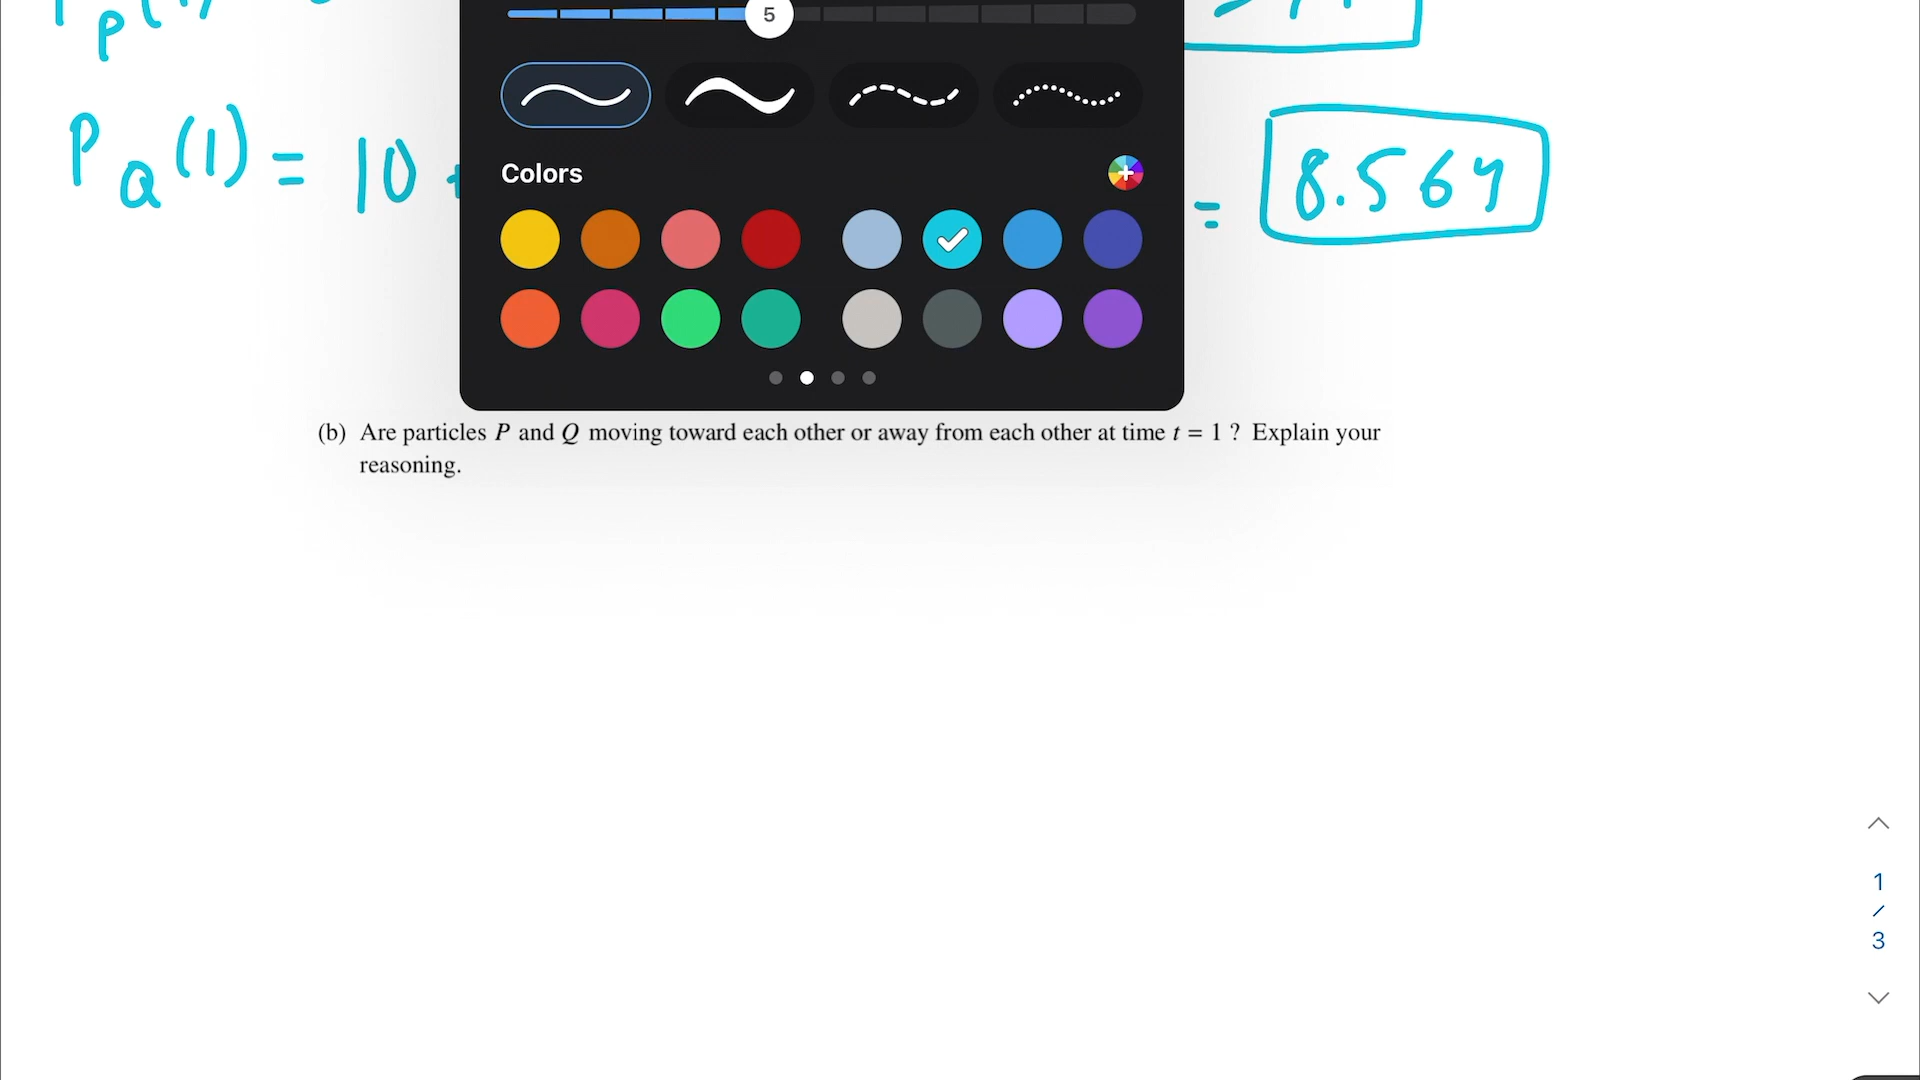 5
P_Q(1) = 10
= 8.564
Colors
(b) Are particles P and Q moving toward each other or away from each other at time t = 1 ? Explain your
reasoning.
1
/
3